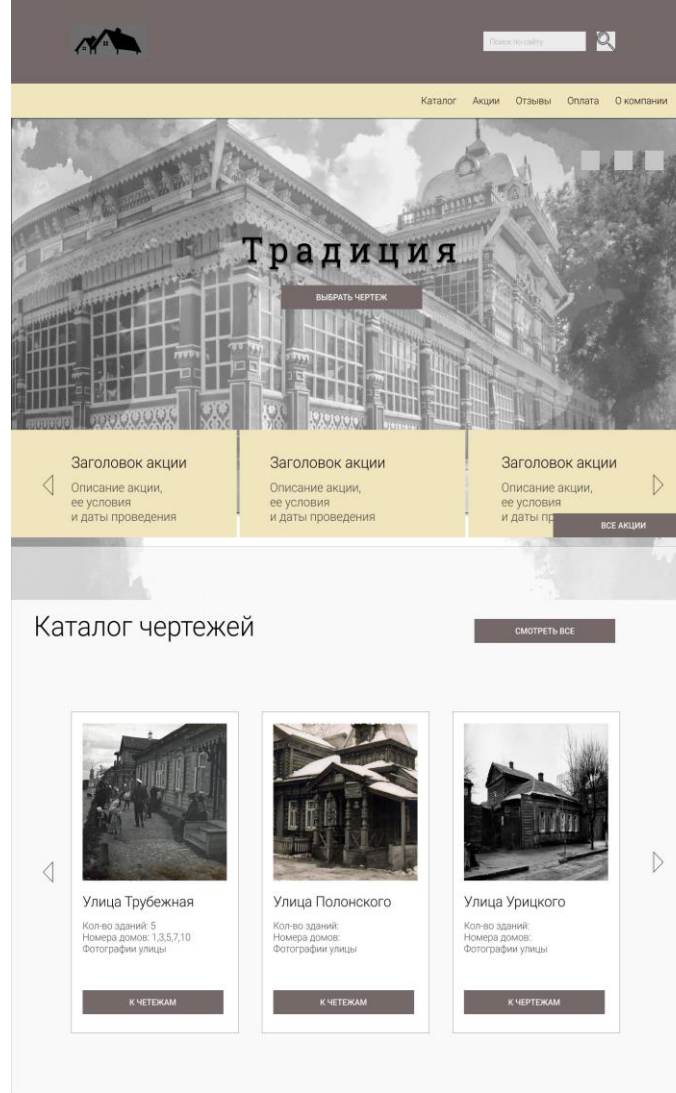 Поиск по сайту
Каталог Акции Отзывы Оплата О компании
Традиция
ВЫБРАТЬ ЧЕРТЕЖ
Заголовок акции
Описание акции,
ее условия
и даты проведения
Заголовок акции
Описание акции,
ее условия
и даты проведения
Заголовок акции
Описание акции,
ее условия
и даты пр
ВСЕ АКЦИИ
Каталог чертежей
СМОТРЕТЬ ВСЕ
Улица Трубежная
Кол-во зданий: 5
Номера домов: 1,3,5,7,10
Фотографии улицы
К ЧЕТЕЖАМ
Улица Полонского
Кол-во зданий:
Номера домов:
Фотографии улицы
К ЧЕТЕЖАМ
Улица Урицкого
Кол-во зданий:
Номера домов:
Фотографии улицы
К ЧЕРТЕЖАМ